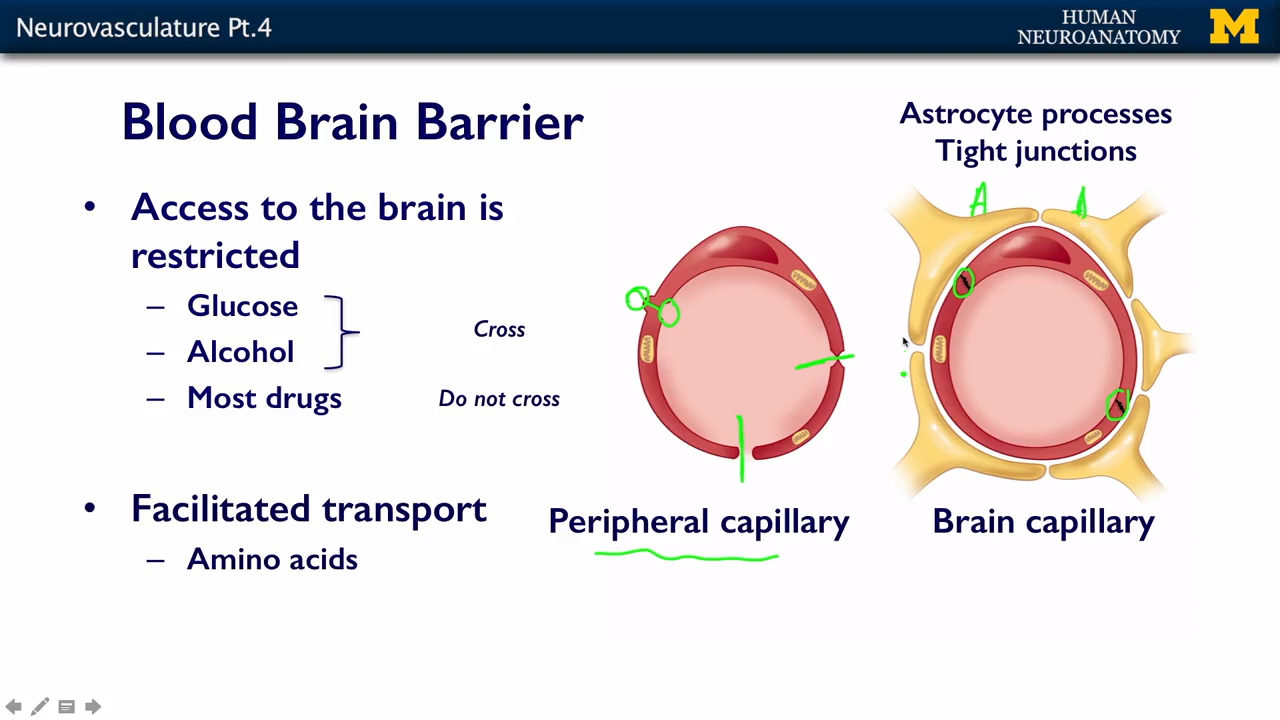 Neurovasculature Pt.4
HUMAN
NEUROANATOMY
M
Blood Brain Barrier
Astrocyte processes
Tight junctions
• Access to the brain is
restricted
– Glucose
– Alcohol
Cross
– Most drugs
Do not cross
• Facilitated transport
– Amino acids
A
A
Peripheral capillary
Brain capillary